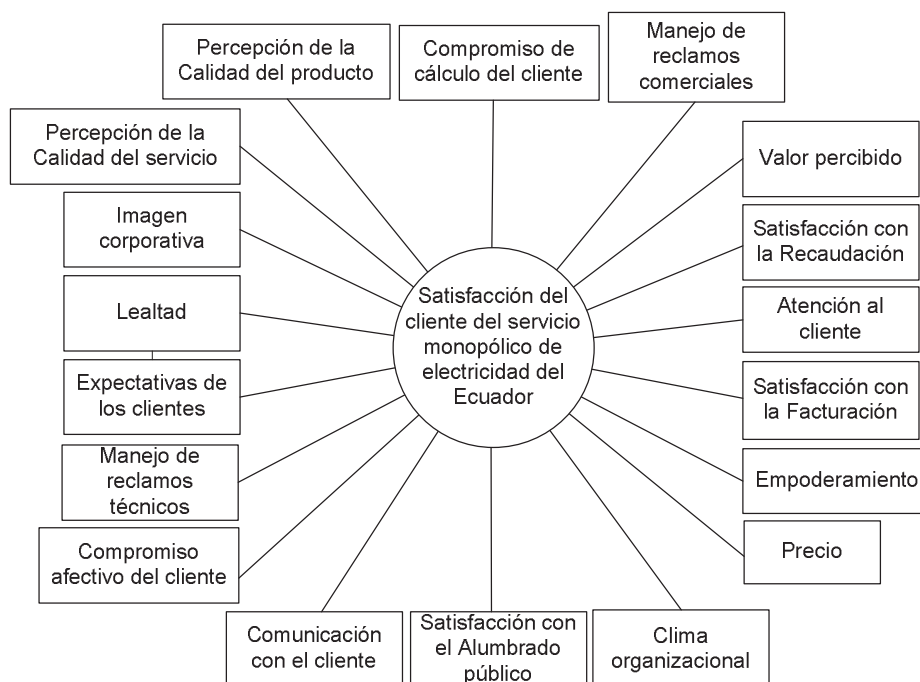 Percepción de la
Calidad del producto
Compromiso de
cálculo del cliente
Manejo de
reclamos
comerciales
Percepción de la
Calidad del servicio
Valor percibido
Imagen
corporativa
Satisfacción con
la Recaudación
Lealtad
Satisfacción del
cliente del servicio
monopólico de
electricidad del
Ecuador
Atención al
cliente
Expectativas de
los clientes
Satisfacción con
la Facturación
Manejo de
reclamos
técnicos
Empoderamiento
Compromiso
afectivo del cliente
Precio
Comunicación
con el cliente
Satisfacción con
el Alumbrado
público
Clima
organizacional